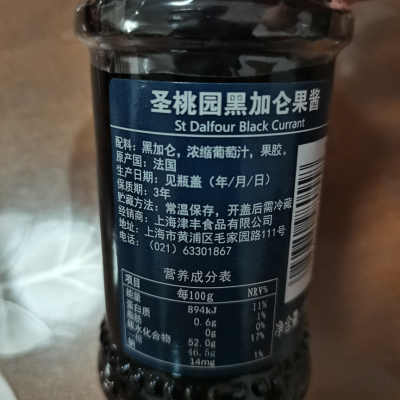 圣桃园黑加仑果酱
St Dalfour Black Currant
配料：黑加仑，浓缩葡萄汁，果胶。
原产国：法国
生产日期：见瓶盖（年/月/日）
保质期：3年
贮藏方法：常温保存，开盖后需冷藏
经销商：上海津丰食品有限公司
地址：上海市黄浦区毛家园路111号
电话：（021）63301867
营养成分表
项目 每100g NRV%
能量 894kJ 11%
蛋白质 0.6g 1%
脂肪 0g 0%
碳水化合物 52.0g 17%
46.5g
钠 14mg 1%
净含量